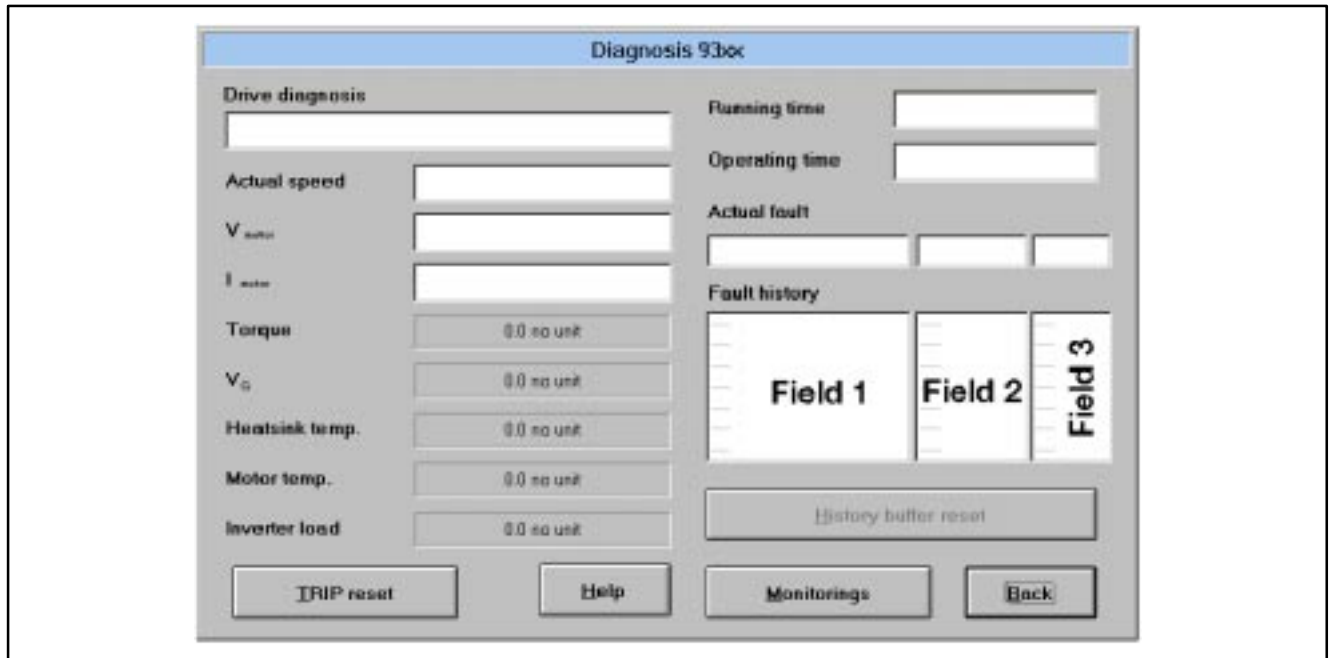 Diagnosis 93xx
Drive diagnosis
Actual speed
V motor
I motor
Torque
0.0 no unit
V G
0.0 no unit
Heatsink temp.
0.0 no unit
Motor temp.
0.0 no unit
Inverter load
0.0 no unit
TRIP reset
Help
Running time
Operating time
Actual fault
Fault history
Field 1
Field 2
Field 3
History buffer reset
Monitorings
Back